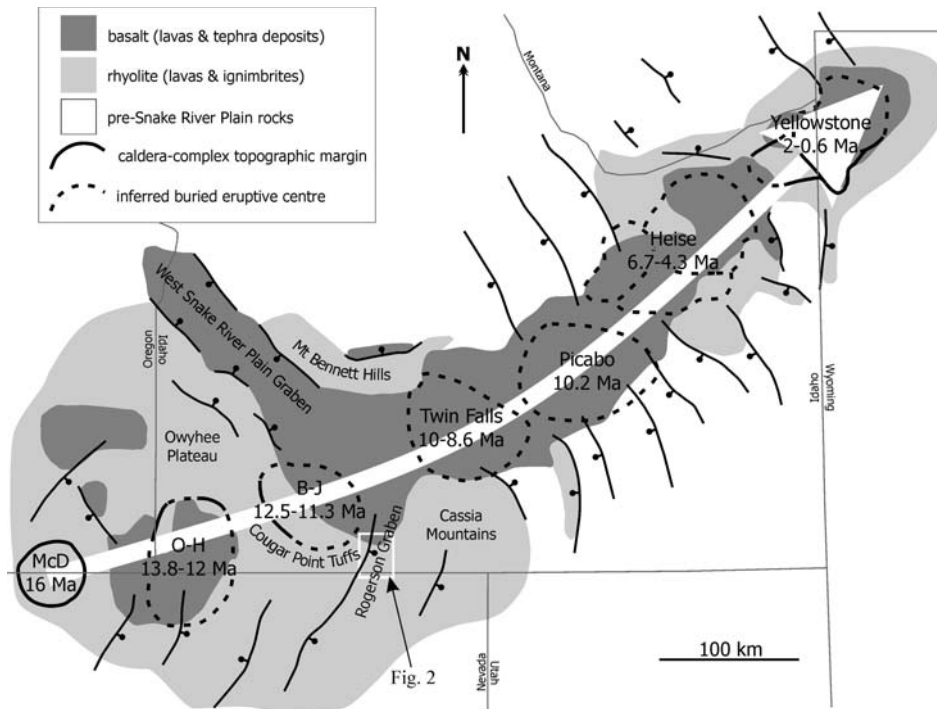 basalt (lavas & tephra deposits)
rhyolite (lavas & ignimbrites)
pre-Snake River Plain rocks
caldera-complex topographic margin
inferred buried eruptive centre
N
Montana
Yellowstone
2-0.6 Ma
Heise
6.7-4.3 Ma
West Snake River Plain Graben
Mt Bennett Hills
Oregon
Idaho
Picabo
10.2 Ma
Wyoming
Idaho
Twin Falls
10-8.6 Ma
Owyhee
Plateau
B-J
12.5-11.3 Ma
Cassia
Mountains
O-H
13.8-12 Ma
Cougar Point Tuffs
Rogerson Graben
McD
16 Ma
100 km
Nevada
Utah
Fig. 2